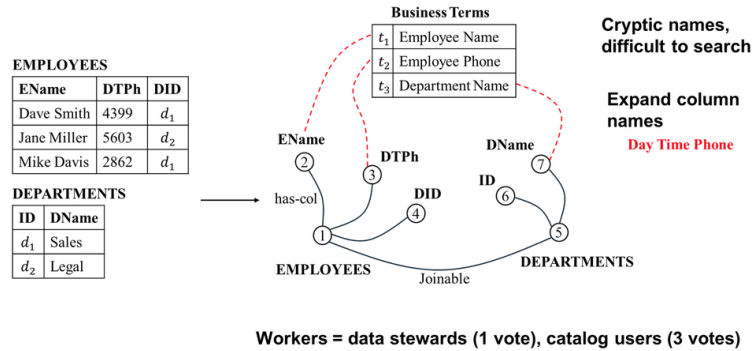 Business Terms
t1 Employee Name
t2 Employee Phone
t3 Department Name
Cryptic names,
difficult to search
Expand column
names
Day Time Phone
EMPLOYEES
EName DTPh DID
Dave Smith 4399 d1
Jane Miller 5603 d2
Mike Davis 2862 d1
DEPARTMENTS
ID DName
d1 Sales
d2 Legal
EName
2
DTPh
3
DID
4
has-col
1
EMPLOYEES
DName
7
ID
6
5
DEPARTMENTS
Joinable
Workers = data stewards (1 vote), catalog users (3 votes)